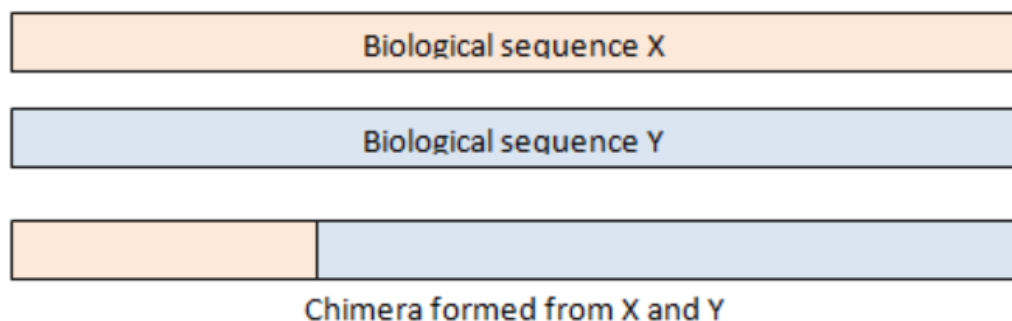 Biological sequence X
Biological sequence Y
Chimera formed from X and Y